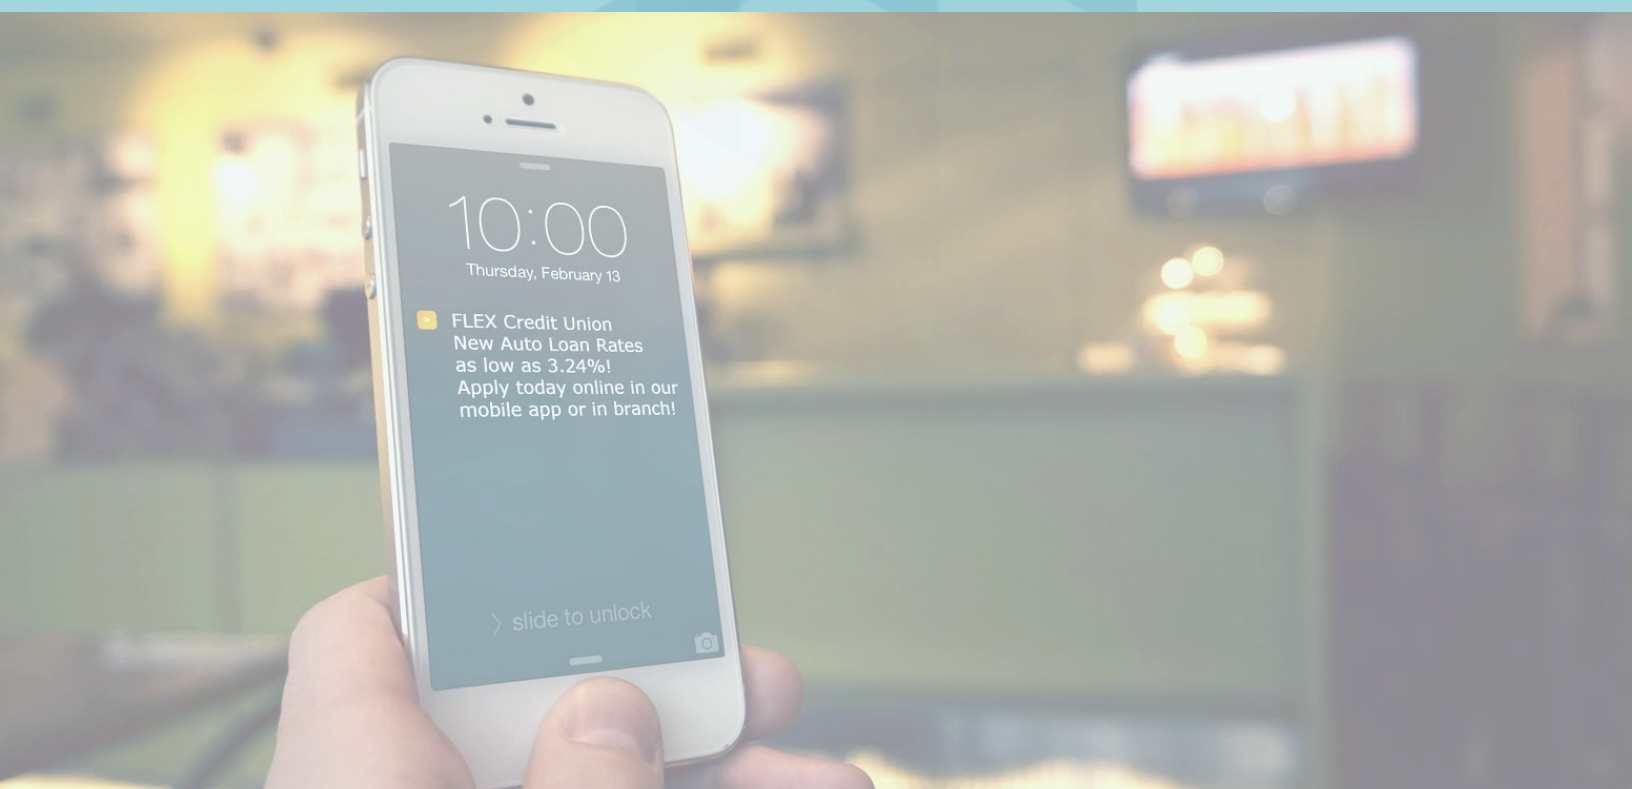 10:00
Thursday, February 13
FLEX Credit Union
New Auto Loan Rates
as low as 3.24%!
Apply today online in our
mobile app or in branch!
slide to unlock